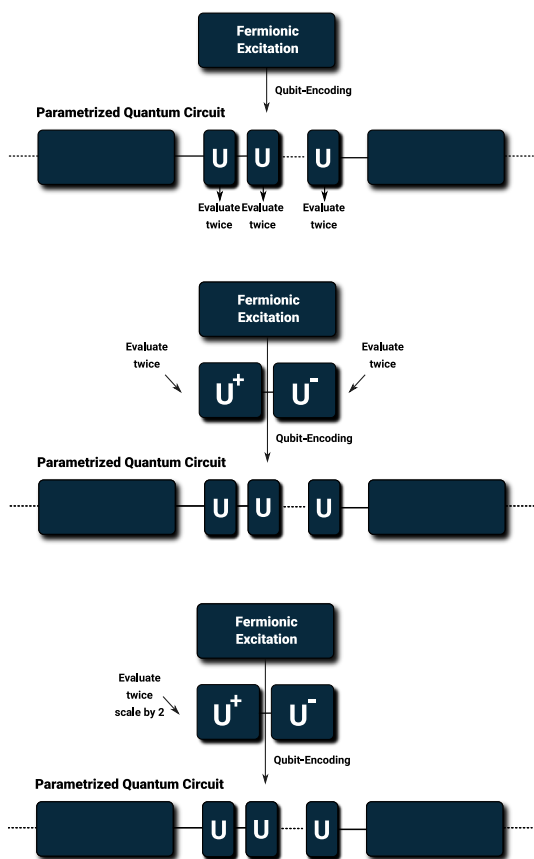 Fermionic
Excitation
Qubit-Encoding
Parametrized Quantum Circuit
U U U
Evaluate Evaluate Evaluate
twice twice twice
Fermionic
Excitation
Evaluate
twice
Evaluate
twice
U+ U-
Qubit-Encoding
Parametrized Quantum Circuit
U U U
Fermionic
Excitation
Evaluate
twice
scale by 2
U+ U-
Qubit-Encoding
Parametrized Quantum Circuit
U U U